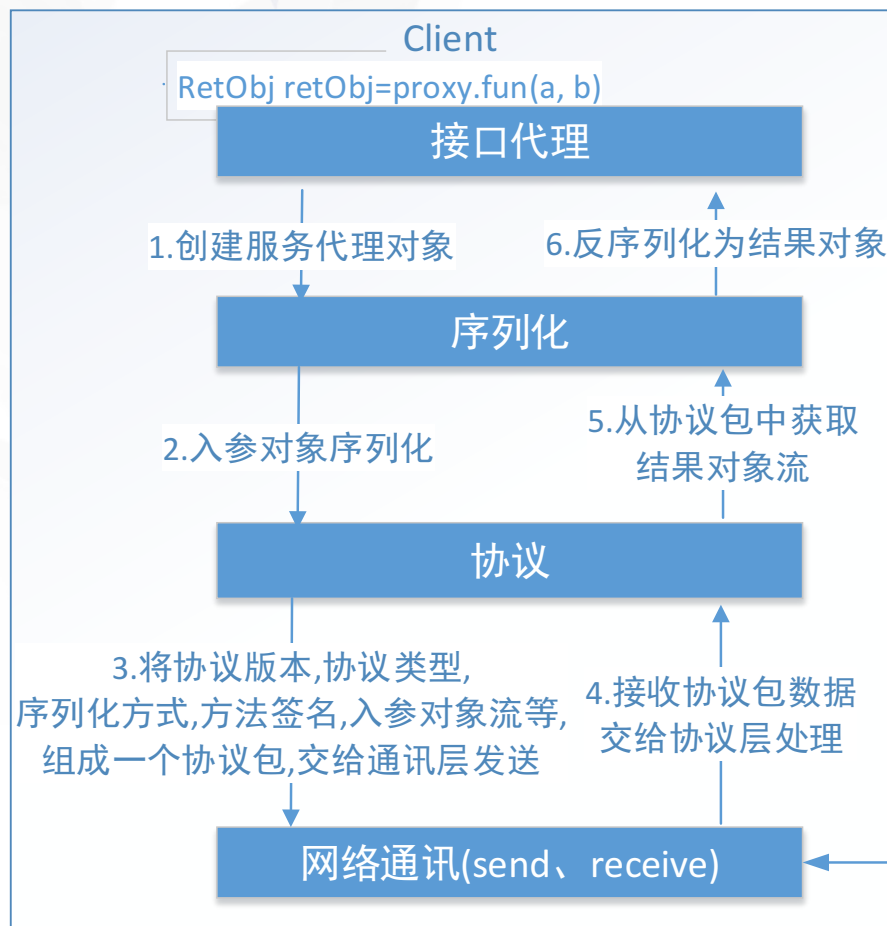 Client
RetObj retObj=proxy.fun(a, b)
接口代理
1.创建服务代理对象
6.反序列化为结果对象
序列化
2.入参对象序列化
5.从协议包中获取
结果对象流
协议
3.将协议版本,协议类型,
序列化方式,方法签名,入参对象流等,
组成一个协议包,交给通讯层发送
4.接收协议包数据
交给协议层处理
网络通讯(send、receive)